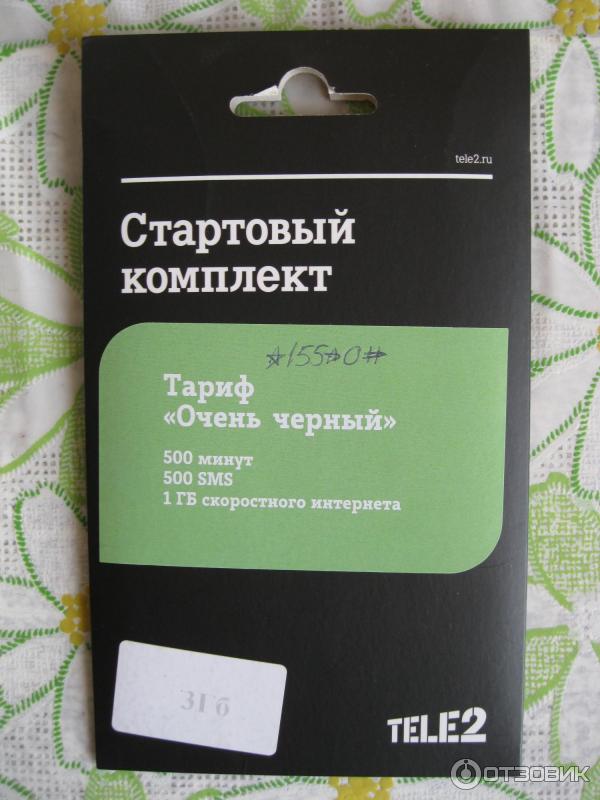 tele2.ru
Стартовый
комплект
*155*0#
Тариф
«Очень черный»
500 минут
500 SMS
1 ГБ скоростного интернета
3Гб
TELE2
ОТЗОВИК